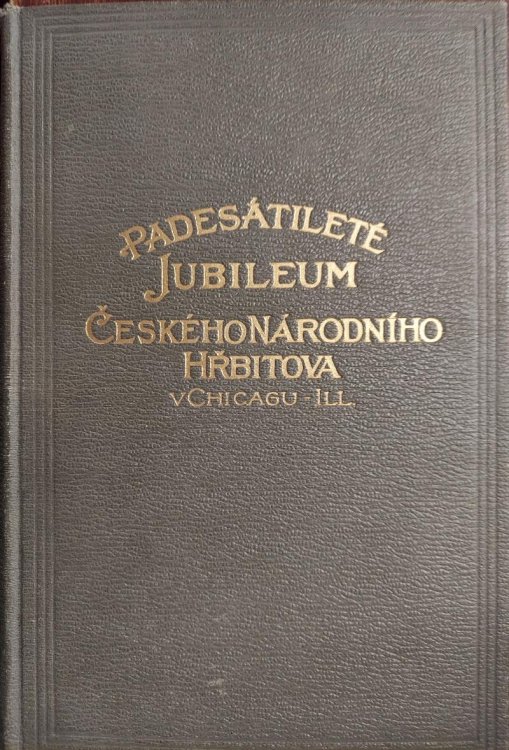 PADESÁTILETÉ
JUBILEUM
ČESKÉHO NÁRODNÍHO
HŘBITOVA
V CHICAGU - ILL.